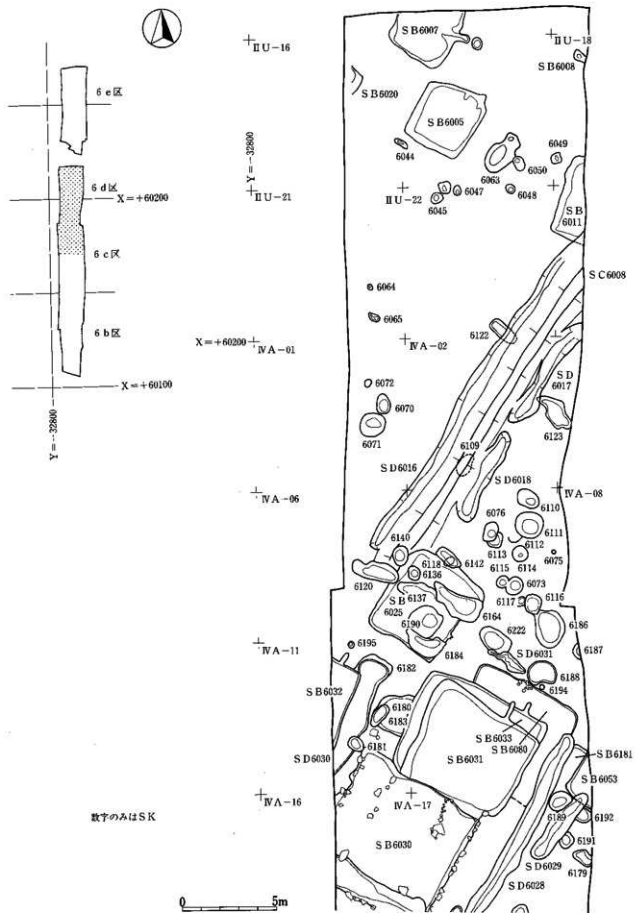 ⅡU-16
ⅡU-18
SB6007
SB6008
6e区
SB6020
SB6005
6044
6049
6050
6063
Y=-32800
6d区
X=+60200
ⅡU-21
ⅡU-22
6047
6048
6045
SB
6011
6c区
SC6008
6064
6065
6122
X=+60200
ⅣA-01
ⅣA-02
6b区
SD
6017
X=+60100
6072
6070
6071
6123
Y=-32800
6109
SD6016
SD6018
ⅣA-06
ⅣA-08
6110
6076
6111
6112
6113
6114
6075
6140
6118
6142
6136
6115
6073
6120
6137
SB
6025
6117
6116
6164
6186
6190
ⅣA-11
6195
6222
6184
SD6031
6187
6182
6188
6194
SB6032
6180
6183
SB6033
SB6080
SB6181
SB6031
SB6053
SD6030
6181
ⅣA-16
ⅣA-17
6189
6192
数字のみはSK
6191
SB6030
6179
SD6029
SD6028
0
5m